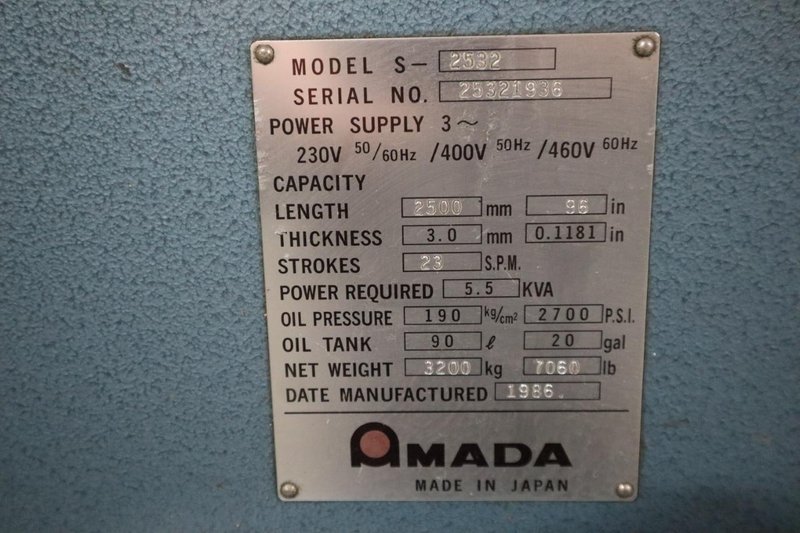 MODEL S- 2532
SERIAL NO. 25321936
POWER SUPPLY 3～
230V 50/60Hz /400V 50Hz /460V 60Hz
CAPACITY
LENGTH 2500 mm 96 in
THICKNESS 3.0 mm 0.1181 in
STROKES 23 S.P.M.
POWER REQUIRED 5.5 KVA
OIL PRESSURE 190 kg/cm² 2700 P.S.I.
OIL TANK 90 ℓ 20 gal
NET WEIGHT 3200 kg 7060 lb
DATE MANUFACTURED 1986.
AMADA
MADE IN JAPAN